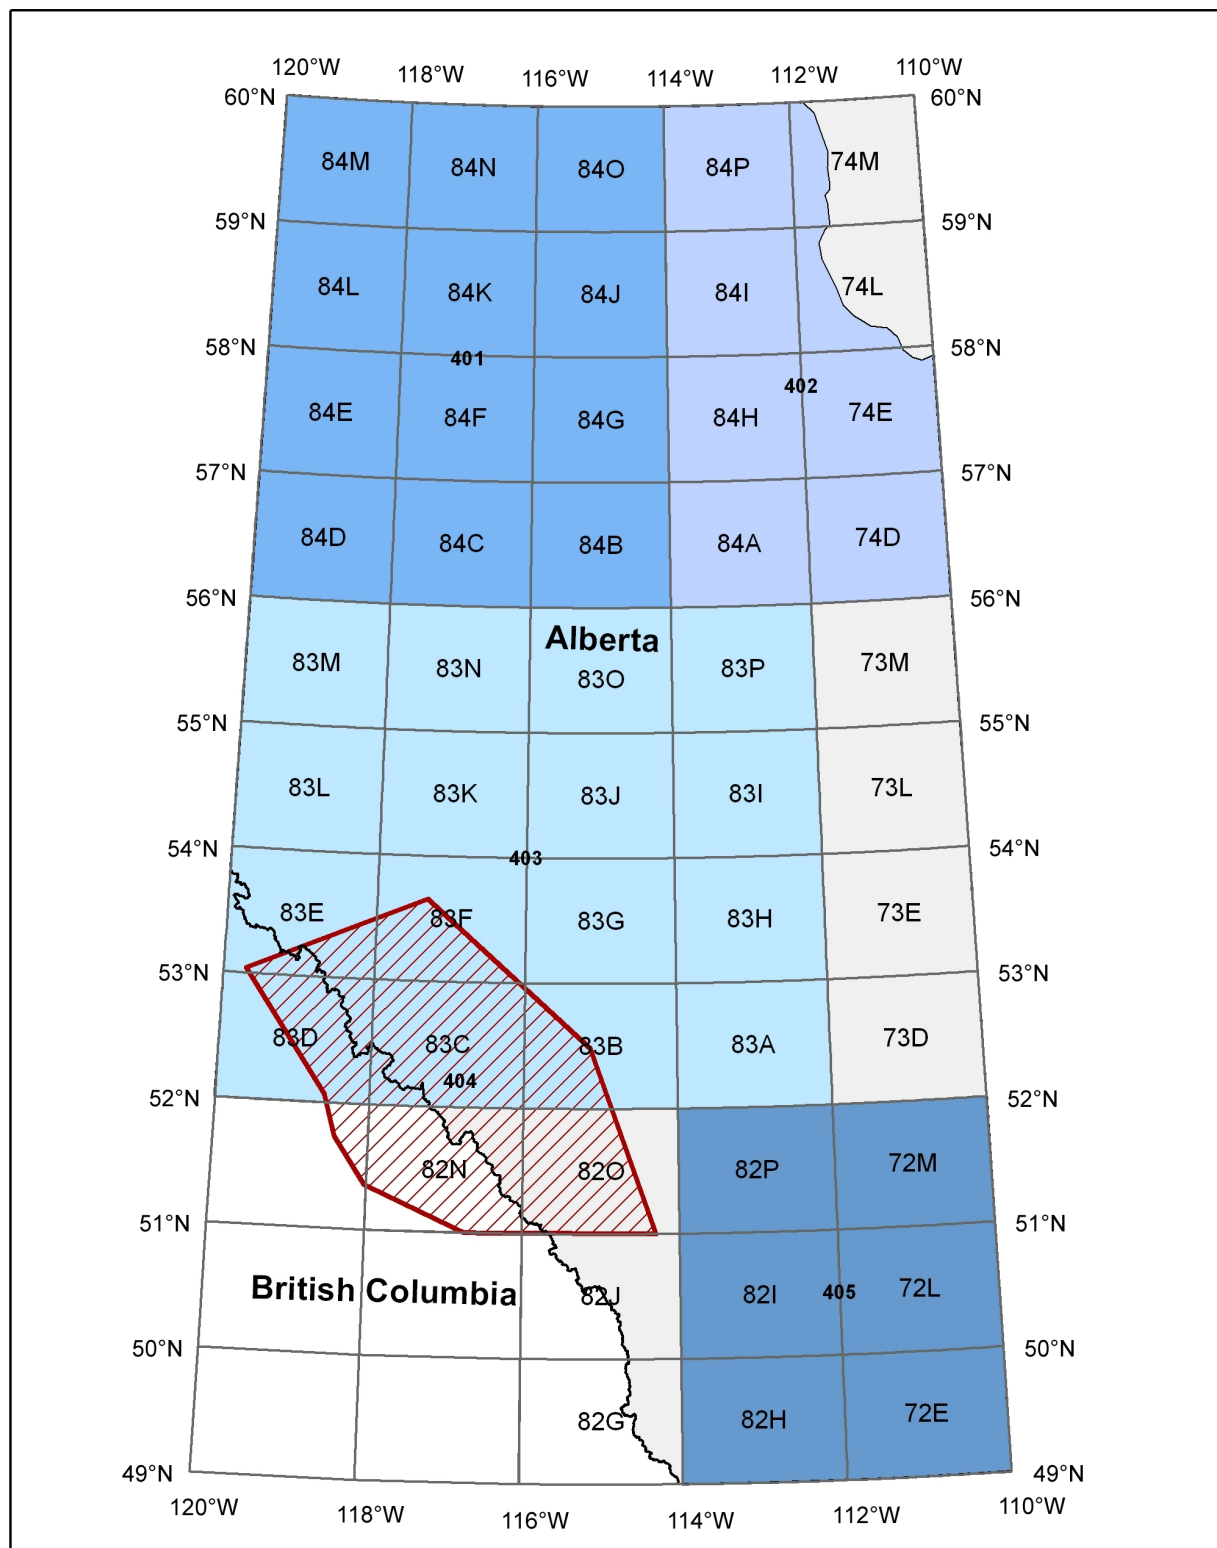 120°W 118°W 116°W 114°W 112°W 110°W
60°N 60°N
84M 84N 84O 84P 74M
59°N 59°N
84L 84K 84J 84I 74L
58°N 401 58°N
402
84E 84F 84G 84H 74E
57°N 57°N
84D 84C 84B 84A 74D
56°N 56°N
Alberta
83M 83N 83O 83P 73M
55°N 55°N
83L 83K 83J 83I 73L
54°N 403 54°N
83E 83F 83G 83H 73E
53°N 53°N
83D 83C 83B 83A 73D
404
52°N 52°N
82N 82O 82P 72M
51°N 51°N
British Columbia 82J 82I 405 72L
50°N 50°N
82G 82H 72E
49°N 49°N
120°W 118°W 116°W 114°W 112°W 110°W